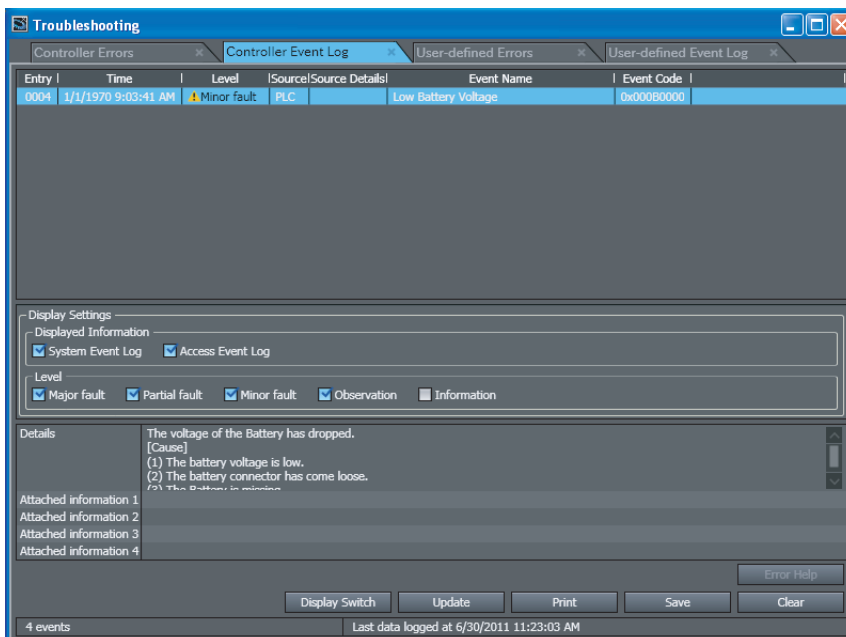 Troubleshooting
Controller Errors × Controller Event Log × User-defined Errors × User-defined Event Log ×
Entry | Time | Level |Source|Source Details| Event Name | Event Code |
0004 1/1/1970 9:03:41 AM Minor fault PLC Low Battery Voltage 0x000B0000
Display Settings
Displayed Information
System Event Log Access Event Log
Level
Major fault Partial fault Minor fault Observation Information
Details The voltage of the Battery has dropped.
[Cause]
(1) The battery voltage is low.
(2) The battery connector has come loose.
(3) The Battery is missing
Attached information 1
Attached information 2
Attached information 3
Attached information 4
Error Help
Display Switch Update Print Save Clear
4 events Last data logged at 6/30/2011 11:23:03 AM